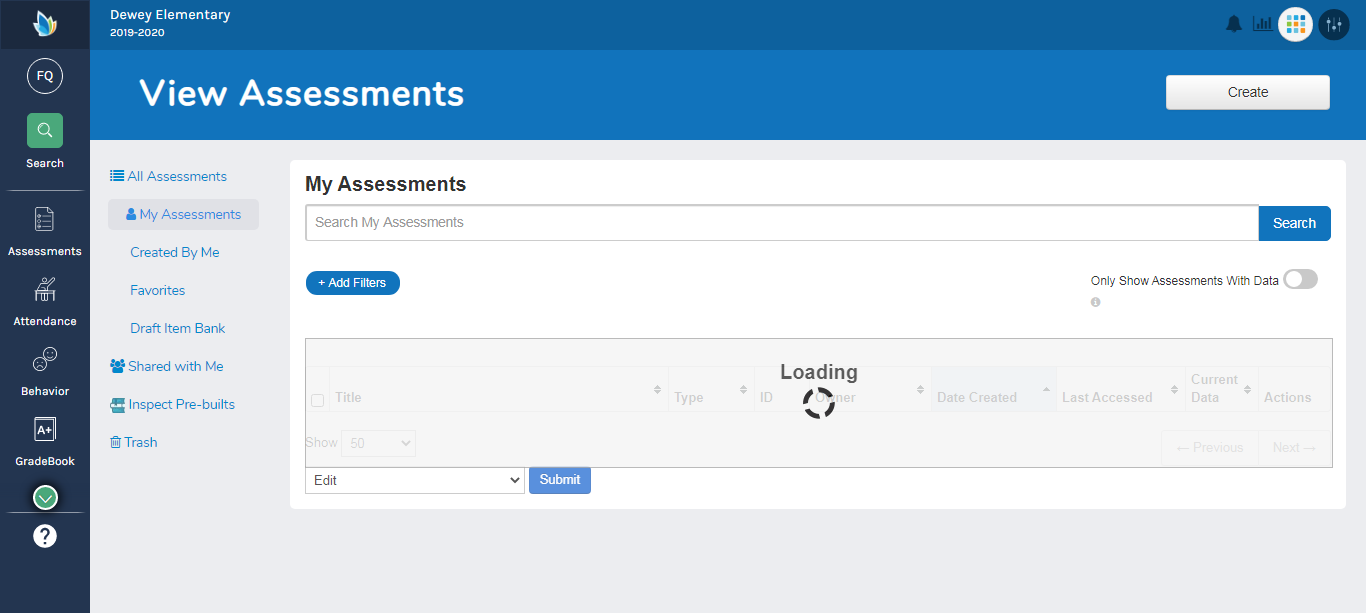 Dewey Elementary
2019-2020
FQ
Search
Assessments
Attendance
Behavior
A+
GradeBook
?
View Assessments
Create
All Assessments
My Assessments
Created By Me
Favorites
Draft Item Bank
Shared with Me
Inspect Pre-builts
Trash
My Assessments
Search My Assessments
Search
+ Add Filters
Only Show Assessments With Data
Loading
Title Type ID Owner Date Created Last Accessed Current Data Actions
Show 50
← Previous Next →
Edit Submit